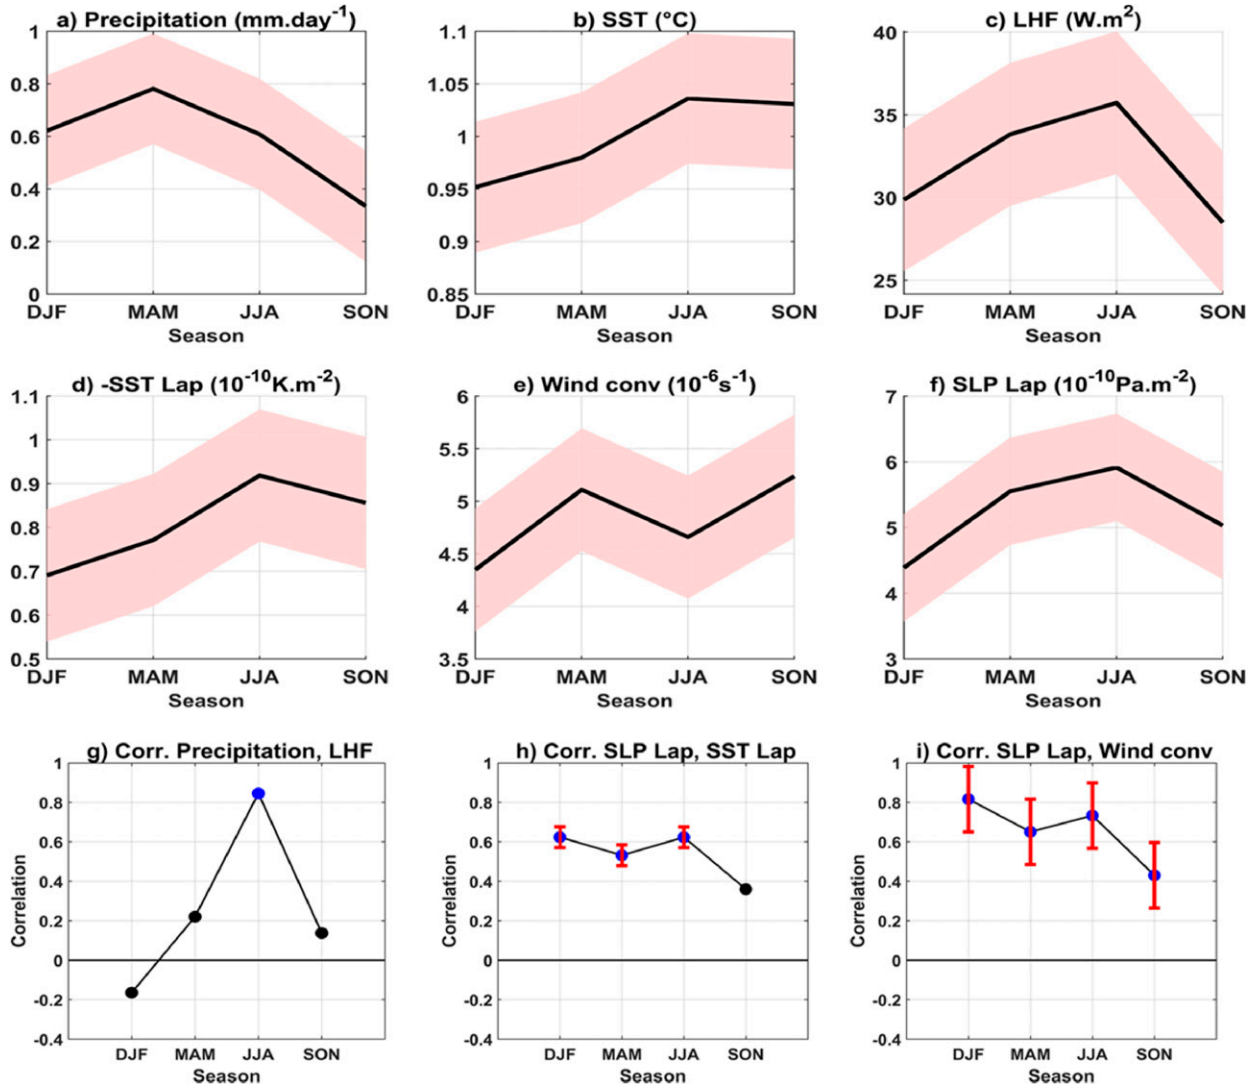 a) Precipitation (mm.day⁻¹)
1
0.8
0.6
0.4
0.2
0
DJF MAM JJA SON
Season
b) SST (°C)
1.1
1.05
1
0.95
0.9
0.85
DJF MAM JJA SON
Season
c) LHF (W.m²)
40
35
30
25
DJF MAM JJA SON
Season
d) -SST Lap (10⁻¹⁰K.m⁻²)
1.1
1
0.9
0.8
0.7
0.6
0.5
DJF MAM JJA SON
Season
e) Wind conv (10⁻⁶s⁻¹)
6
5.5
5
4.5
4
3.5
DJF MAM JJA SON
Season
f) SLP Lap (10⁻¹⁰Pa.m⁻²)
7
6
5
4
3
DJF MAM JJA SON
Season
g) Corr. Precipitation, LHF
1
0.8
0.6
0.4
0.2
0
-0.2
-0.4
Correlation
DJF MAM JJA SON
Season
h) Corr. SLP Lap, SST Lap
1
0.8
0.6
0.4
0.2
0
-0.2
-0.4
Correlation
DJF MAM JJA SON
Season
i) Corr. SLP Lap, Wind conv
1
0.8
0.6
0.4
0.2
0
-0.2
-0.4
Correlation
DJF MAM JJA SON
Season